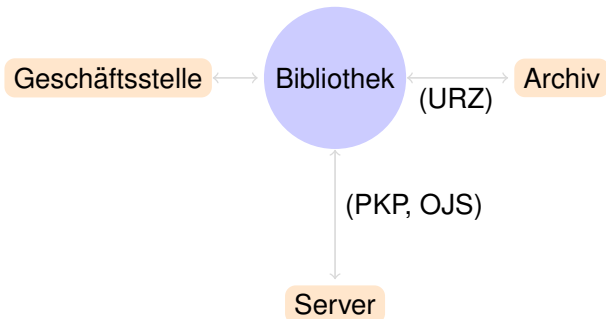 Geschäftsstelle
Bibliothek
Archiv
(URZ)
(PKP, OJS)
Server